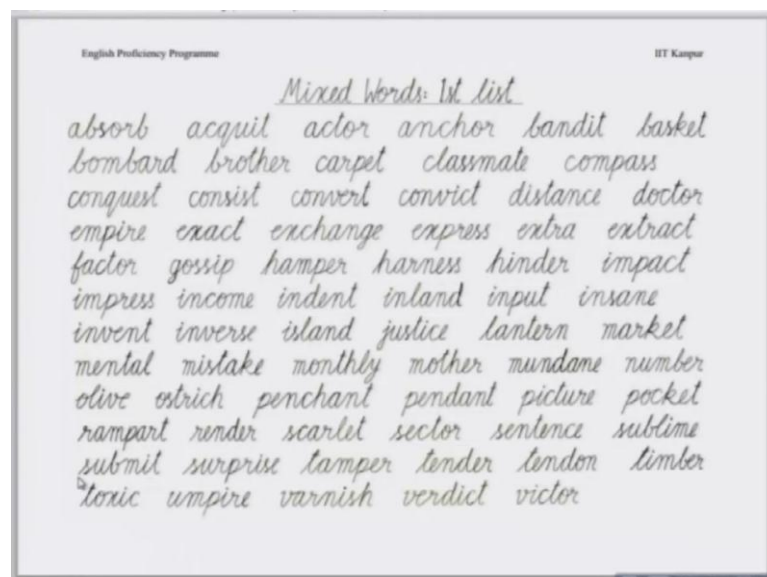 English Proficiency Programme IIT Kanpur
Mixed Words: 1st list
absorb acquit actor anchor bandit basket
bombard brother carpet classmate compass
conquest consist convert convict distance doctor
empire exact exchange express extra extract
factor gossip hamper harness hinder impact
impress income indent inland input insane
invent inverse island justice lantern market
mental mistake monthly mother mundane number
olive ostrich penchant pendant picture pocket
rampart render scarlet sector sentence sublime
submit surprise tamper tender tendon timber
toxic umpire varnish verdict victor